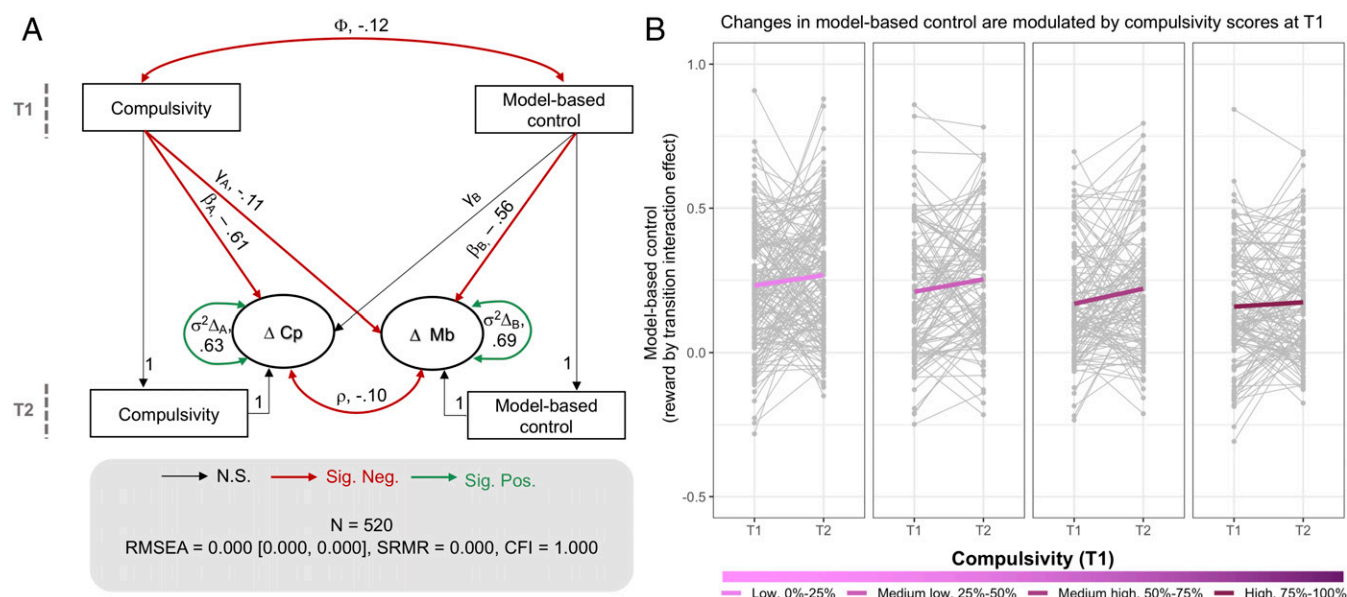 A
Φ, -.12
T1
Compulsivity
Model-based
control
γA, -.11
βA, – .61
γB
βB, – .56
σ²ΔA,
.63
Δ Cp
Δ Mb
σ²ΔB,
.69
1
1
1
1
ρ, -.10
T2
Compulsivity
Model-based
control
N.S.
Sig. Neg.
Sig. Pos.
N = 520
RMSEA = 0.000 [0.000, 0.000], SRMR = 0.000, CFI = 1.000
B
Changes in model-based control are modulated by compulsivity scores at T1
Model-based control
(reward by transition interaction effect)
1.0
0.5
0.0
-0.5
T1 T2 T1 T2 T1 T2 T1 T2
Compulsivity (T1)
Low, 0%-25% Medium low, 25%-50% Medium high, 50%-75% High, 75%-100%